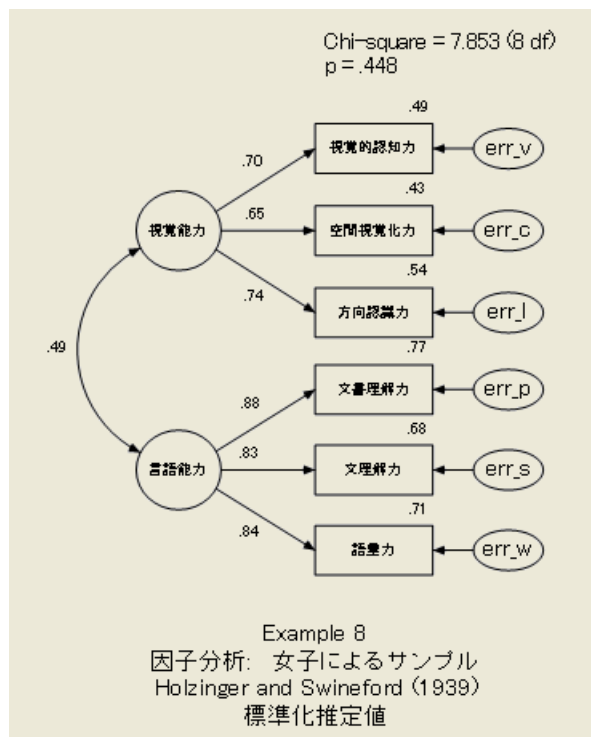 Chi-square = 7.853 (8 df)
p = .448
.49
視覚的認知力
err_v
.70
.43
視覚能力
.65
空間視覚化力
err_c
.54
.74
方向認識力
err_l
.77
.49
文書理解力
err_p
.88
.68
言語能力
.83
文理解力
err_s
.71
.84
語彙力
err_w
Example 8
因子分析: 女子によるサンプル
Holzinger and Swineford (1939)
標準化推定値